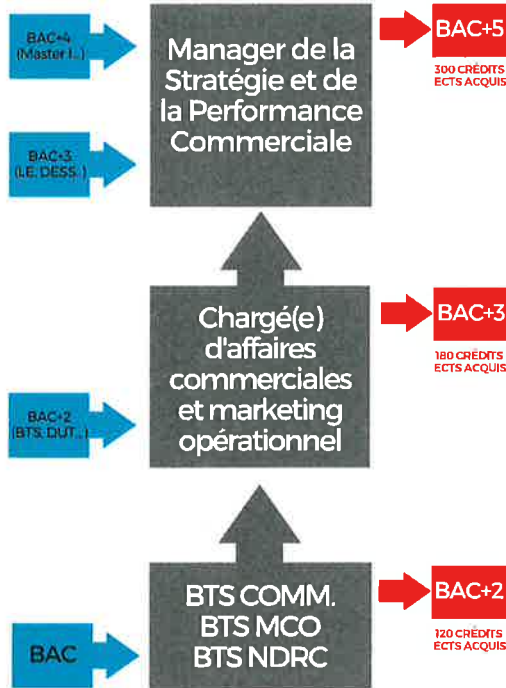 BAC+4
(Master I...)
Manager de la
Stratégie et de
la Performance
Commerciale
BAC+5
300 CRÉDITS
ECTS ACQUIS
BAC+3
(LE, DESS...)
Chargé(e)
d'affaires
commerciales
et marketing
opérationnel
BAC+3
180 CRÉDITS
ECTS ACQUIS
BAC+2
(BTS, DUT...)
BTS COMM.
BTS MCO
BTS NDRC
BAC+2
120 CRÉDITS
ECTS ACQUIS
BAC